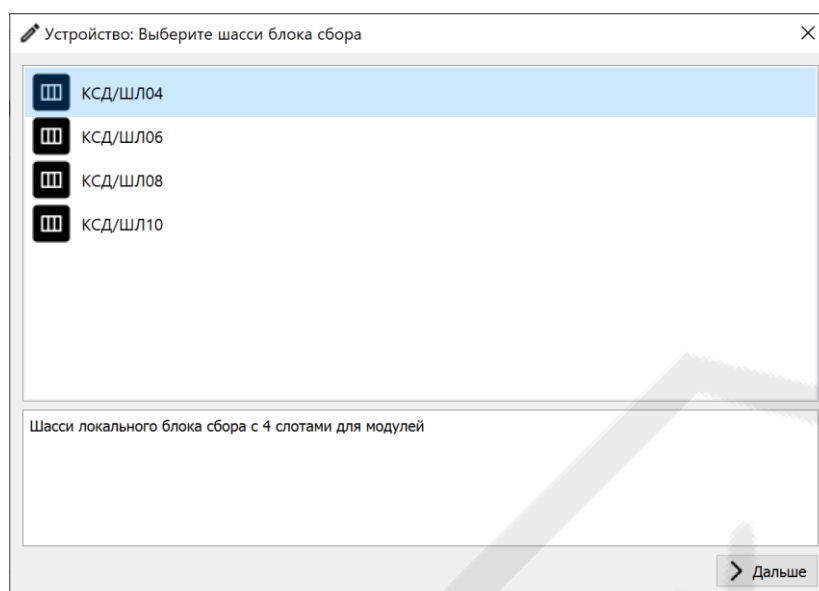 Устройство: Выберите шасси блока сбора
КСД/ШЛ04
КСД/ШЛ06
КСД/ШЛ08
КСД/ШЛ10
Шасси локального блока сбора с 4 слотами для модулей
Дальше